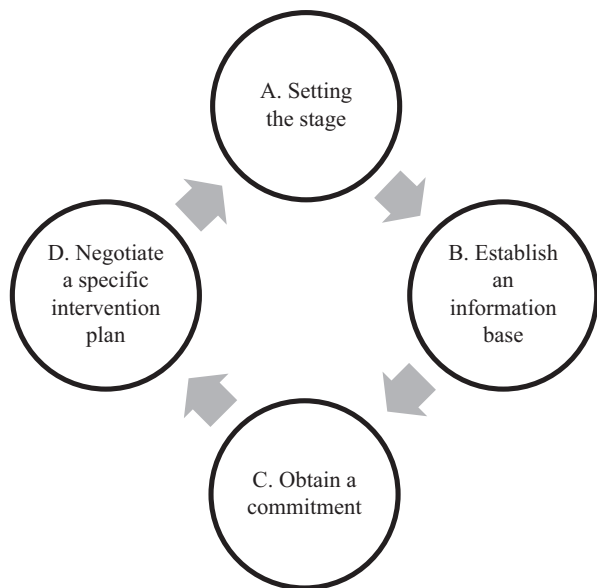 A. Setting
the stage
B. Establish
an
information
base
C. Obtain a
commitment
D. Negotiate
a specific
intervention
plan